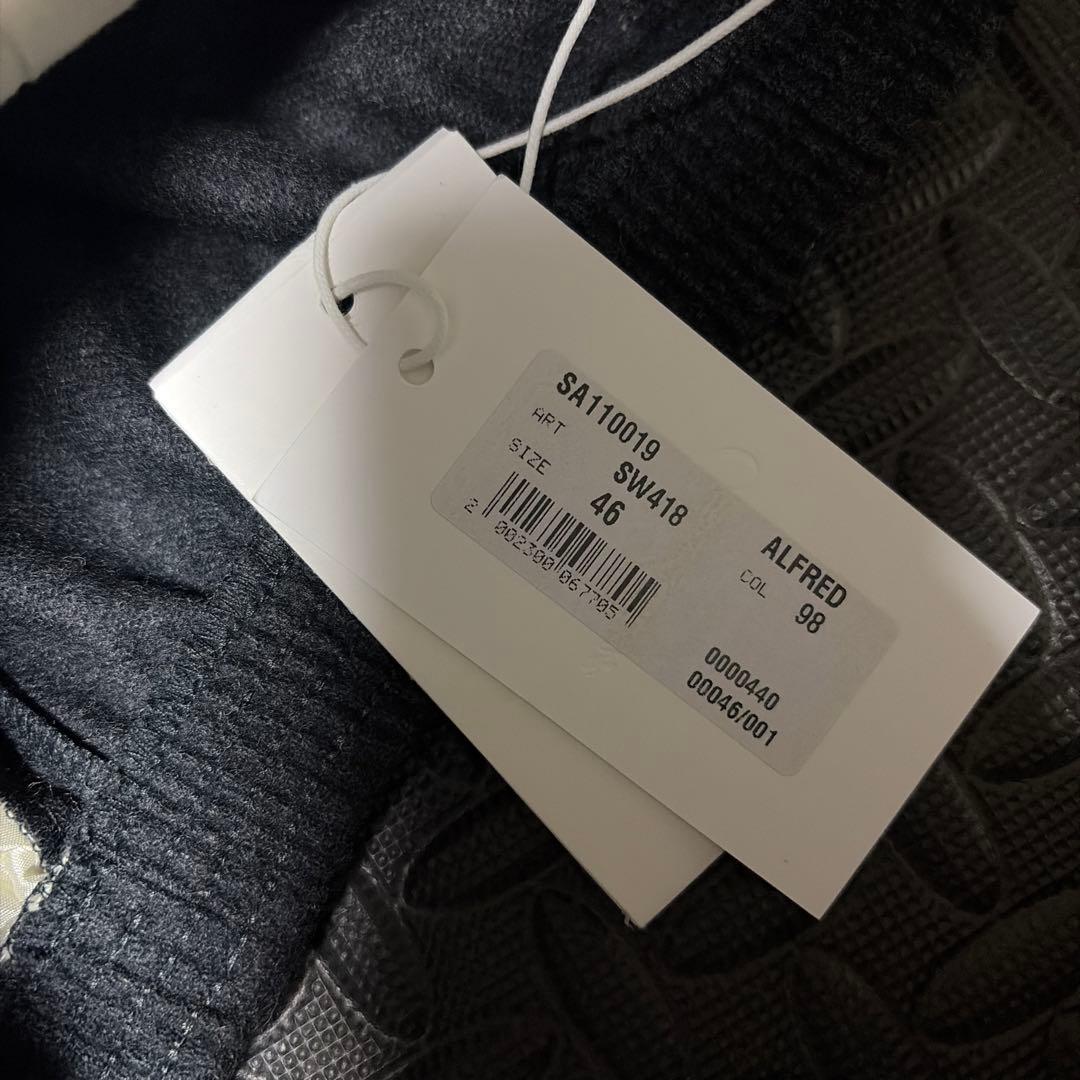 SA110019 ALFRED
ART SW418 COL 98
SIZE 46
2 002300 067705
0000440
00046/001